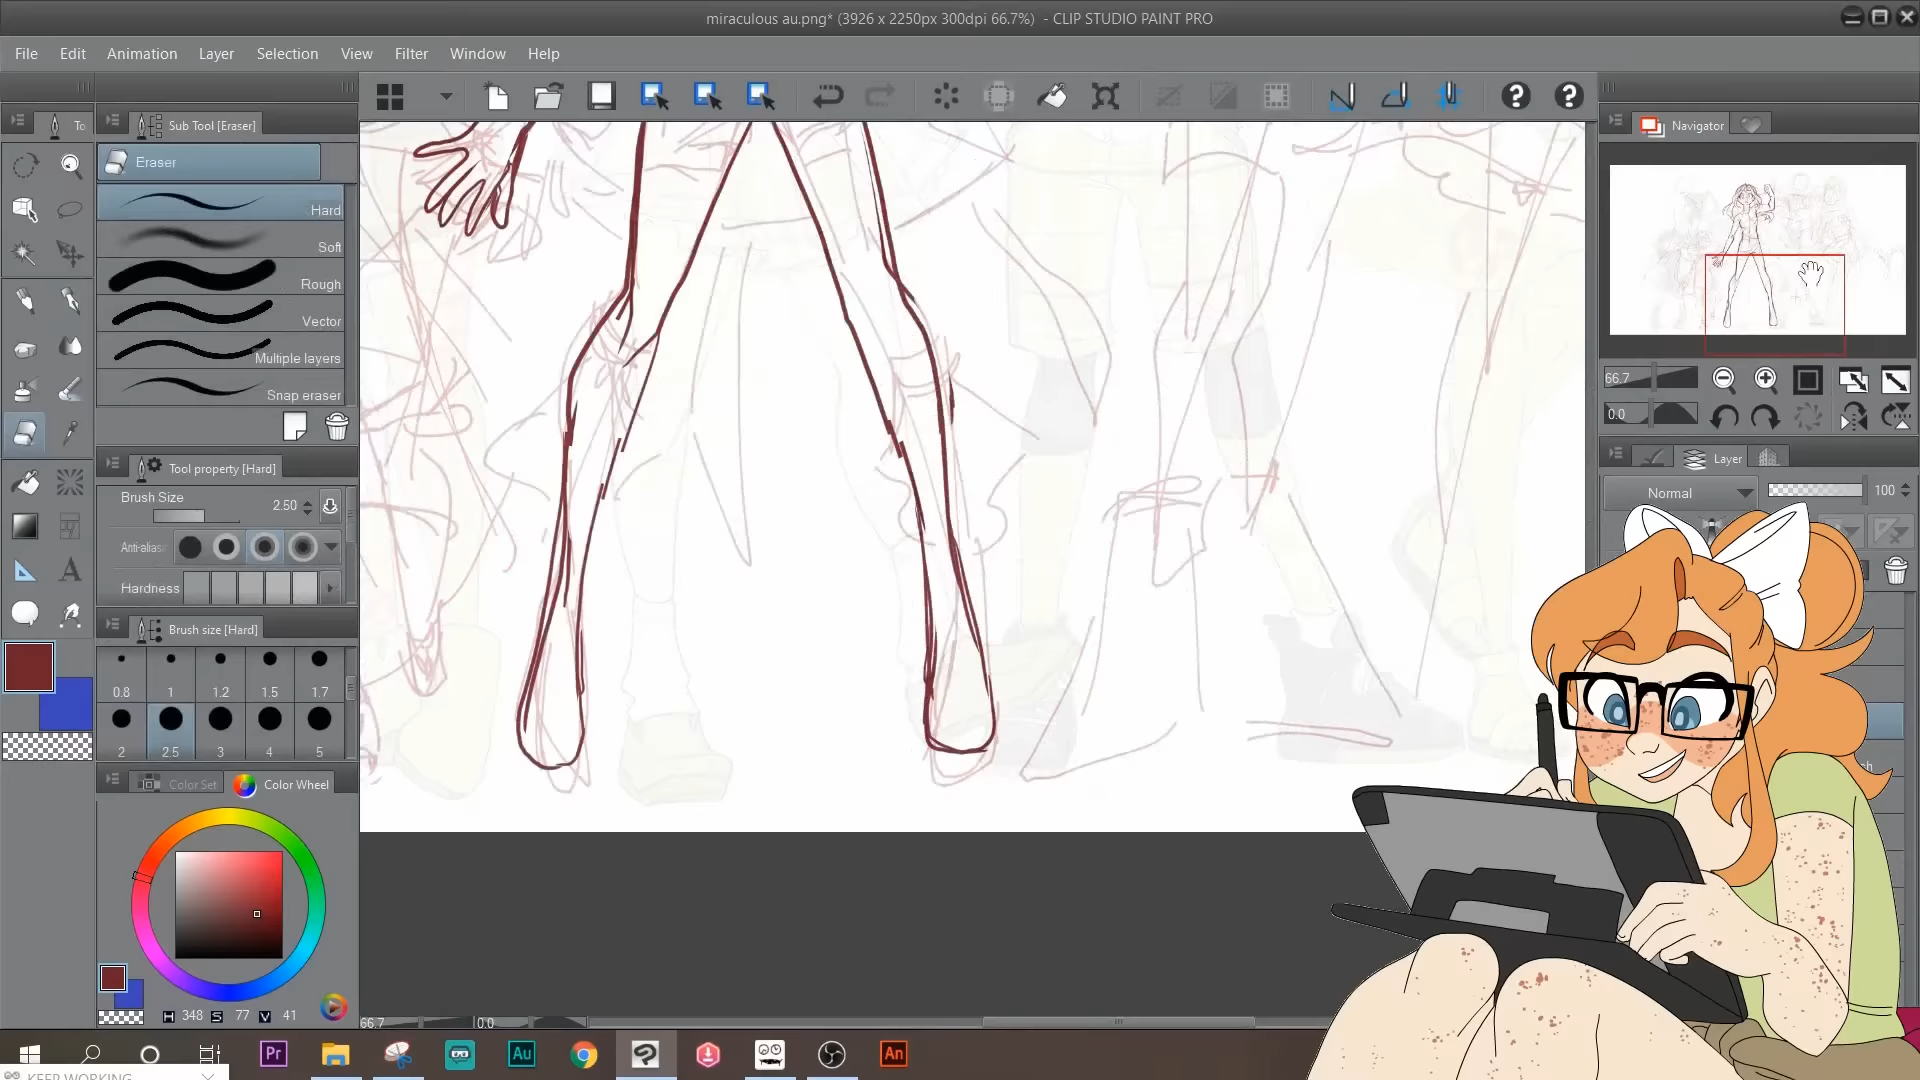 miraculous au.png* (3926 x 2250px 300dpi 66.7%) - CLIP STUDIO PAINT PRO
File Edit Animation Layer Selection View Filter Window Help
To
Sub Tool [Eraser]
Eraser
Hard
Soft
Rough
Vector
Multiple layers
Snap eraser
Tool property [Hard]
Brush Size 2.50
Anti-alias
Hardness
Brush size [Hard]
0.8 1 1.2 1.5 1.7
2 2.5 3 4 5
Color Set Color Wheel
H 348 S 77 V 41
66.7 0.0
Navigator
66.7
0.0
Layer
Normal 100
Pr Au An
KEEP WORKING